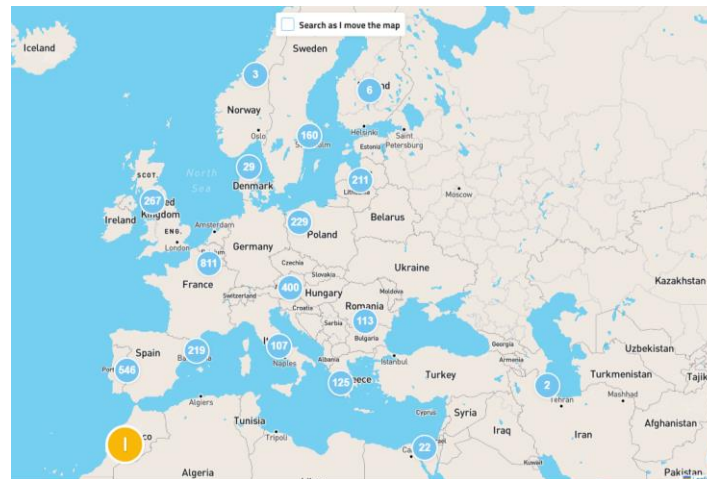 Search as I move the map
Iceland
Sweden
3
6
Norway
Oslo
160
Helsinki
Saint
Petersburg
Estonia
SCOT.
North
Sea
29
Denmark
211
Moscow
267
Ireland
Kingdom
ENG.
London
Amsterdam
229
Poland
Belarus
Germany
811
France
Czechia
Slovakia
Ukraine
Kazakhstan
Switzerland
400
Hungary
Moldova
Croatia
Romania
Serbia
113
Bulgaria
Georgia
Armenia
Uzbekistan
Turkmenistan
546
Spain
219
107
Naples
Albania
125
Istanbul
Turkey
2
Tehran
Mashhad
Algiers
Tunisia
Tripoli
Cyprus
Syria
Iraq
Iran
Afghanistan
22
Kuwait
Algeria
Pakistan